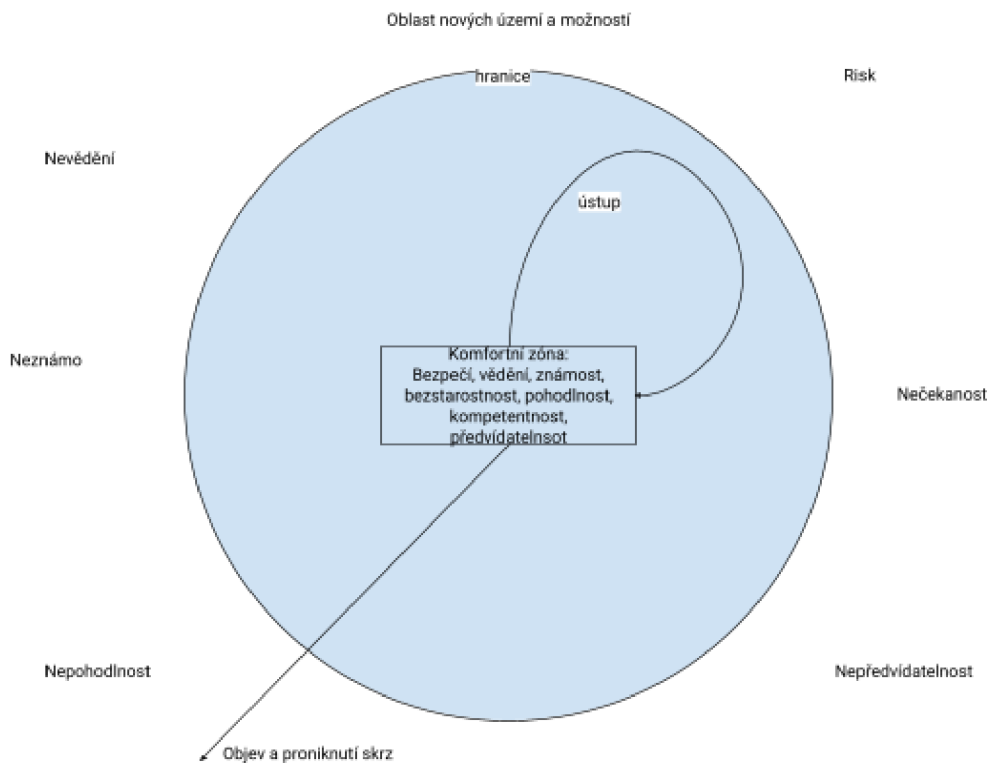 Oblast nových území a možností
hranice
Risk
Nevědění
ústup
Neznámo
Komfortní zóna:
Bezpečí, vědění, známost,
bezstarostnost, pohodlnost,
kompetentnost,
předvídatelnsot
Nečekanost
Nepohodlnost
Nepředvídatelnost
Objev a proniknutí skrz